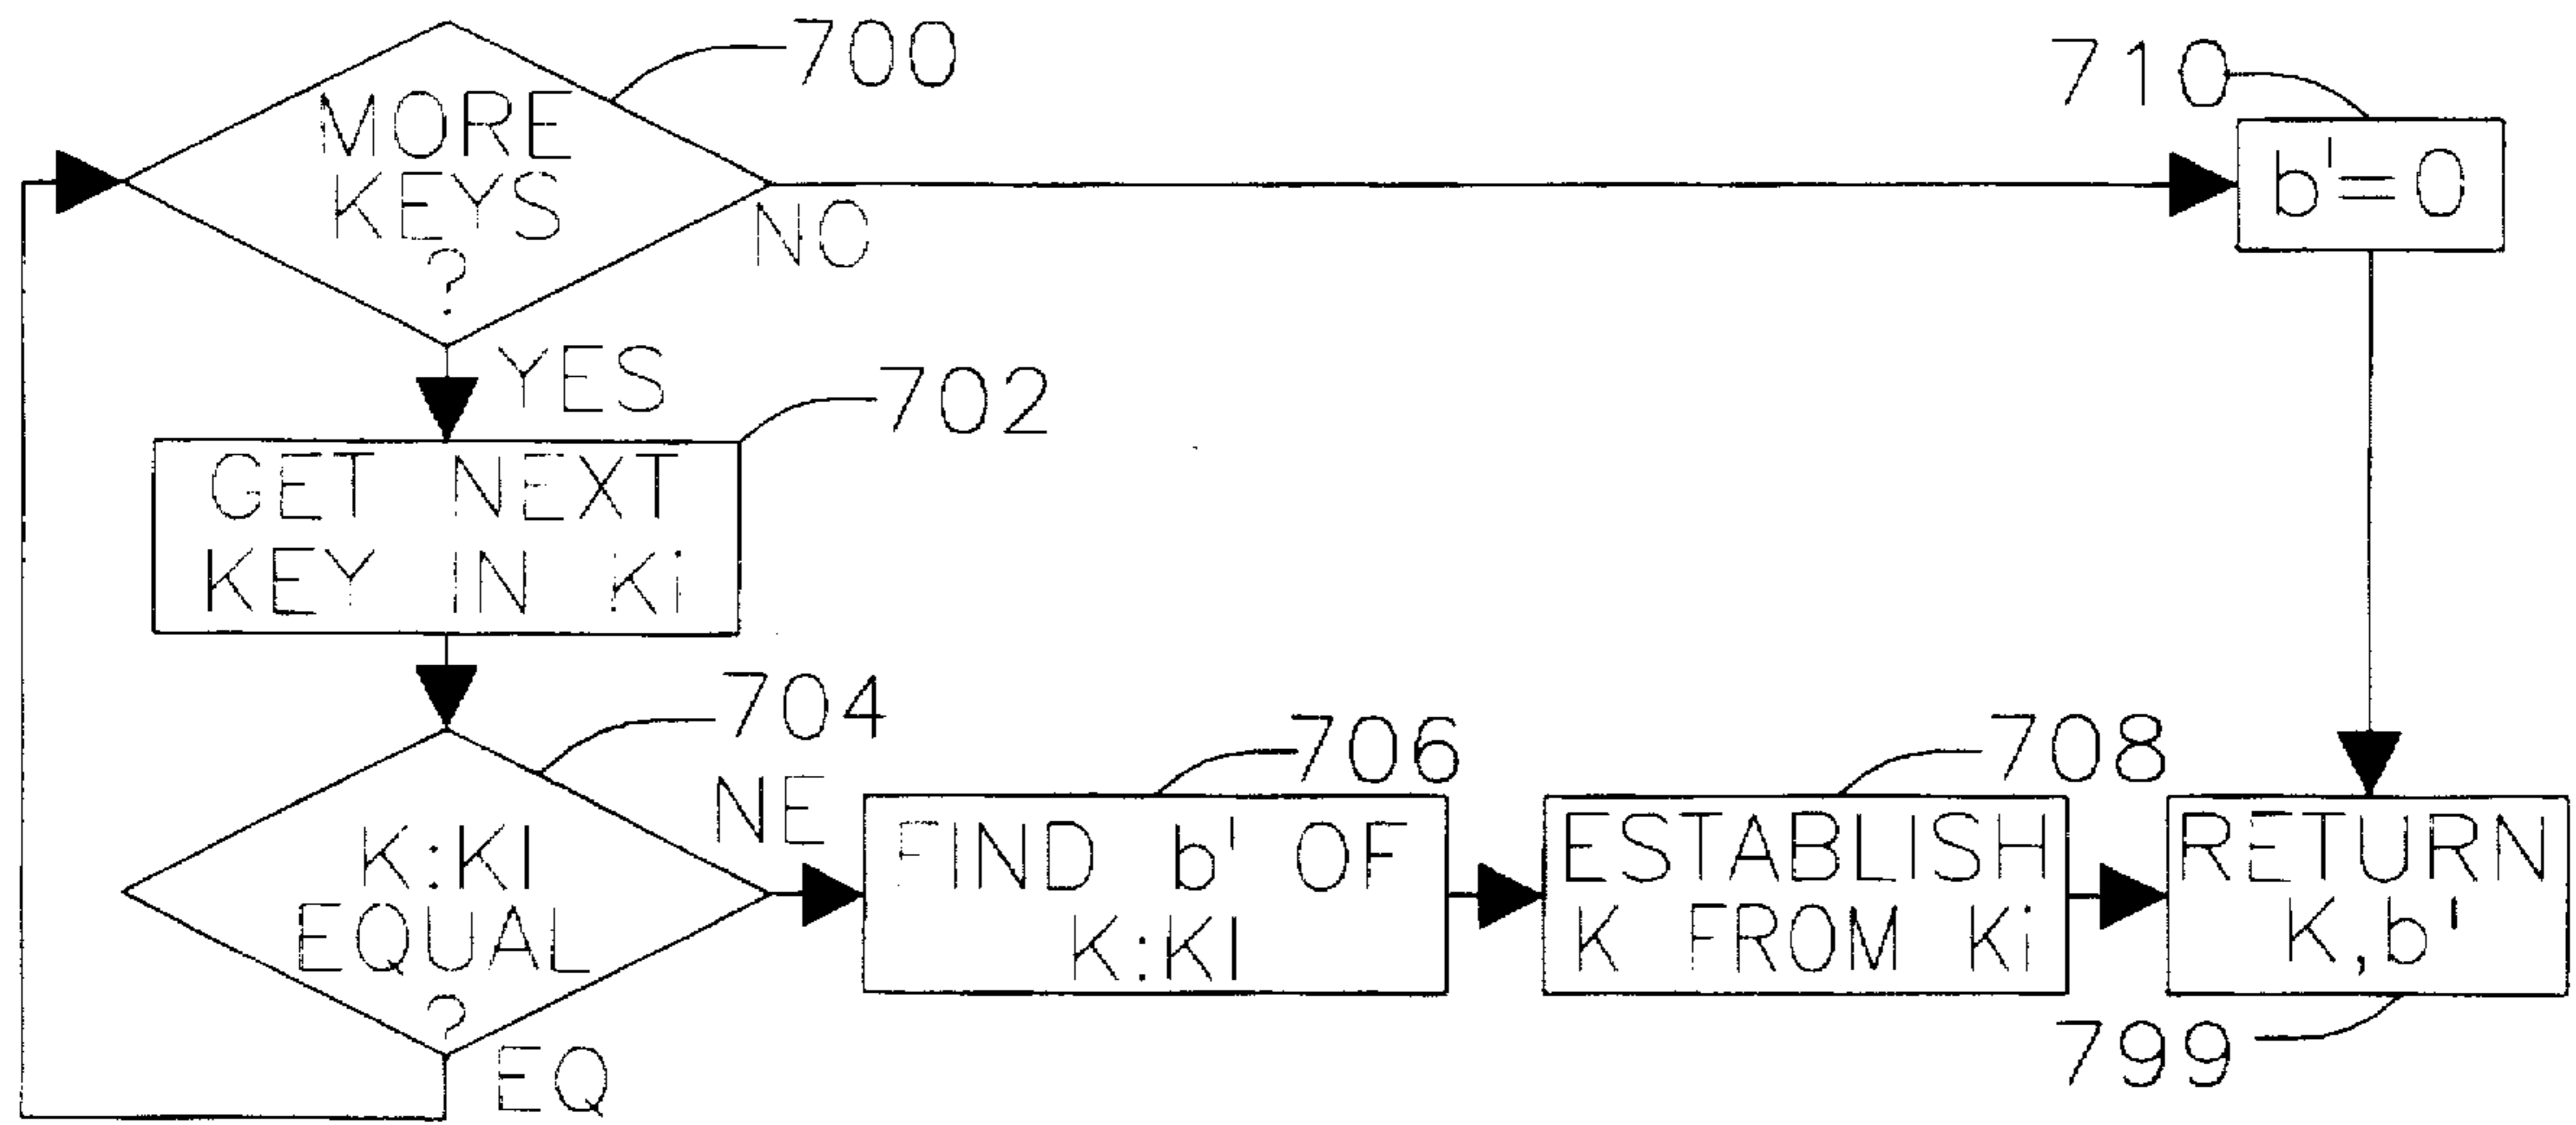 700
MORE
KEYS
?
NO
YES
710
b'=0
702
GET NEXT
KEY IN Ki
704
K:KI
EQUAL
?
NE
EQ
706
FIND b' OF
K:KI
708
ESTABLISH
K FROM Ki
RETURN
K,b'
799